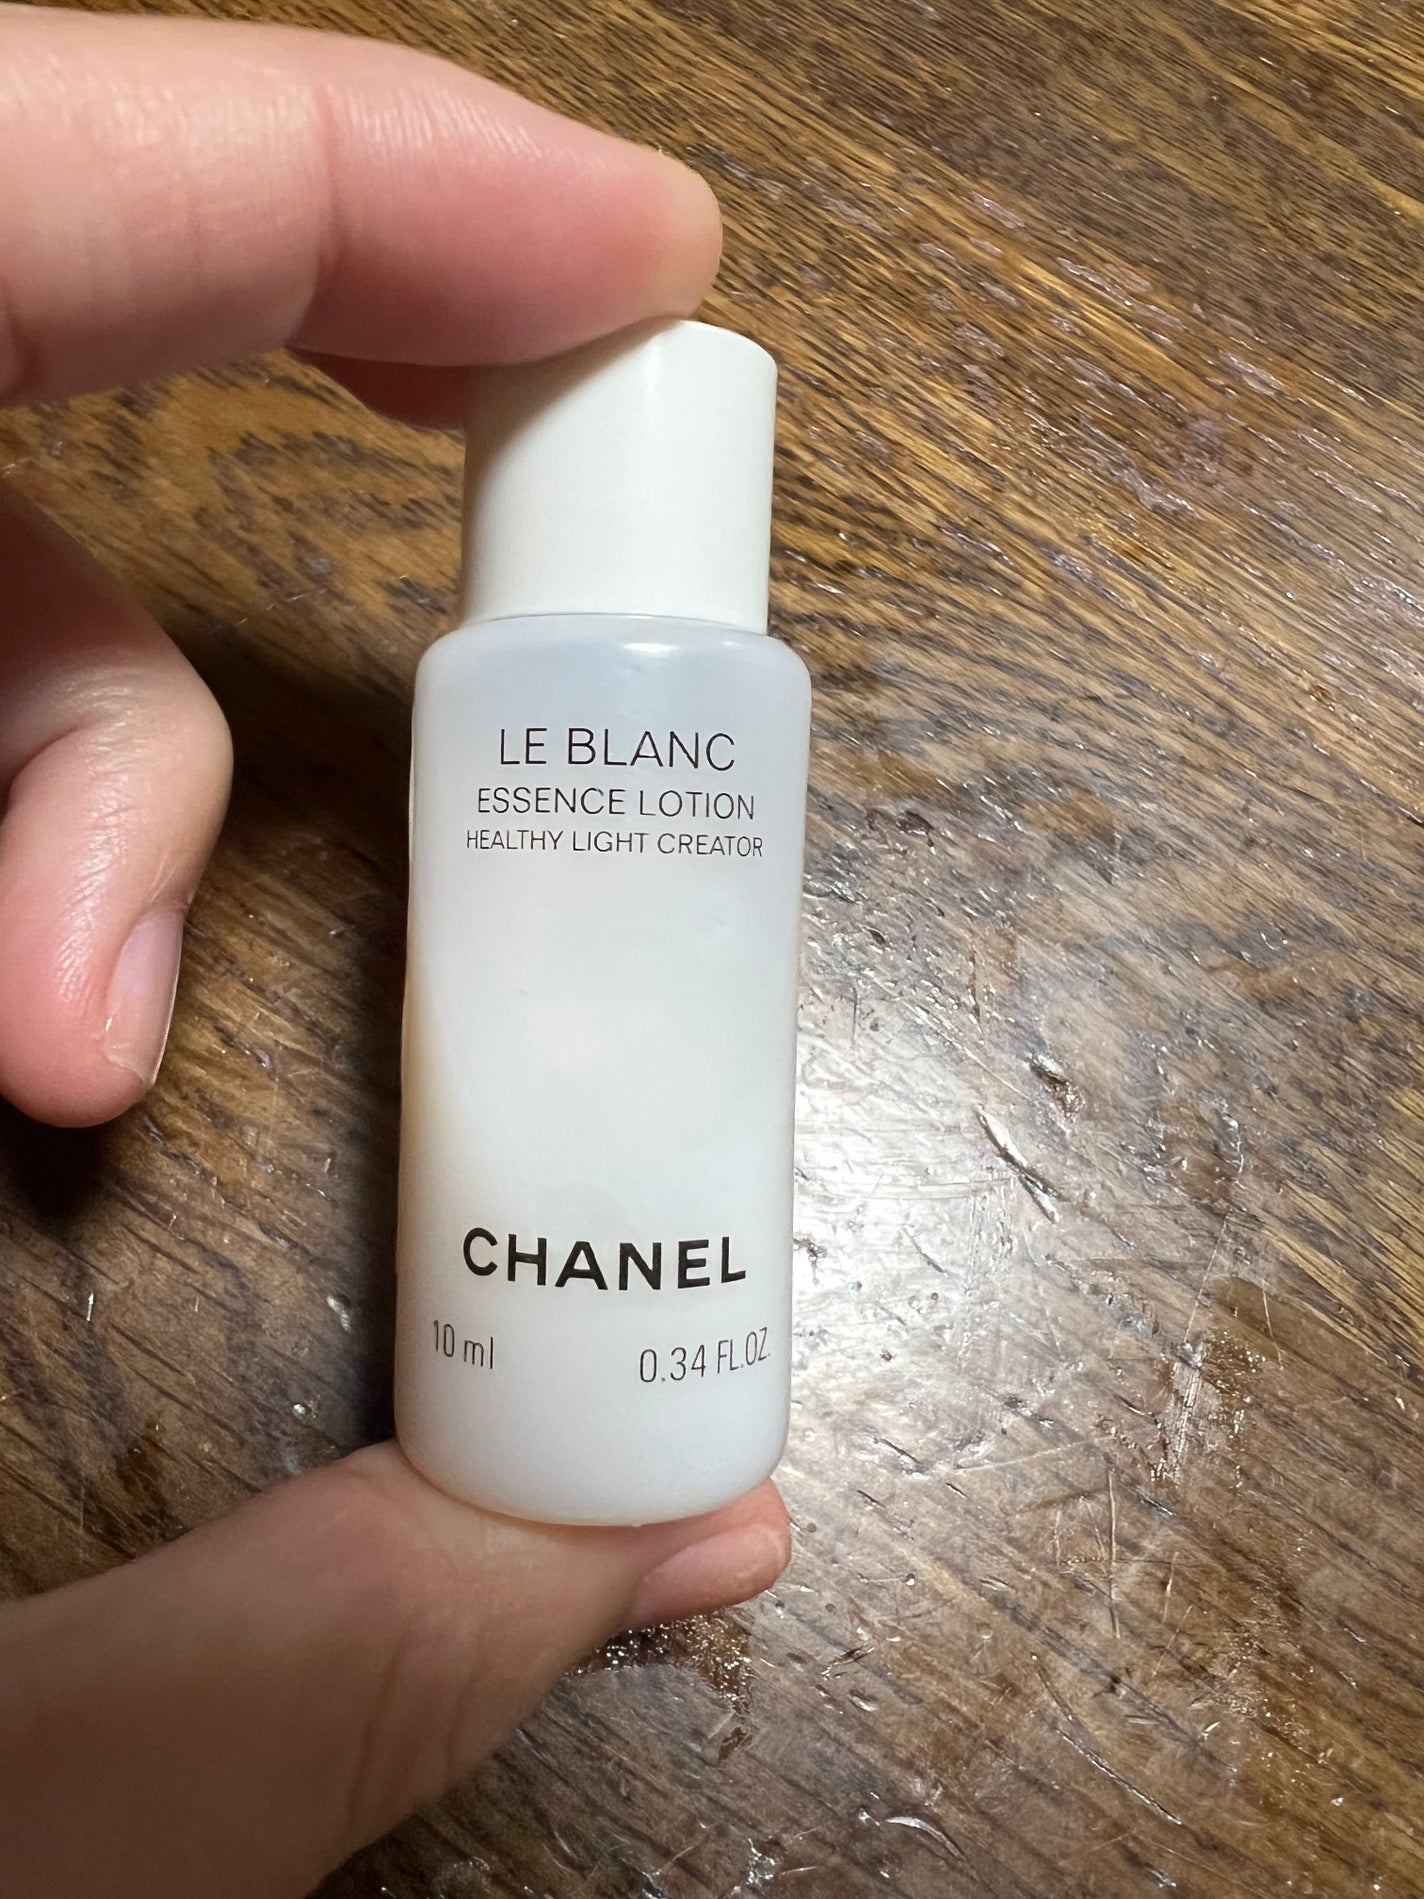 LE BLANC
ESSENCE LOTION
HEALTHY LIGHT CREATOR
CHANEL
10 ml 0.34 FL.OZ.